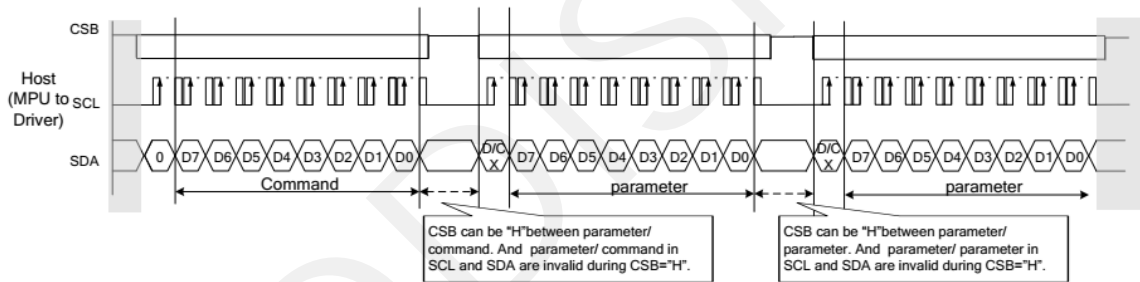 CSB
Host
(MPU to
Driver)
SCL
SDA
0 D7 D6 D5 D4 D3 D2 D1 D0 D/C X D7 D6 D5 D4 D3 D2 D1 D0 D/C X D7 D6 D5 D4 D3 D2 D1 D0
Command parameter parameter
CSB can be "H"between parameter/
command. And parameter/ command in
SCL and SDA are invalid during CSB="H".
CSB can be "H"between parameter/
parameter. And parameter/ parameter in
SCL and SDA are invalid during CSB="H".